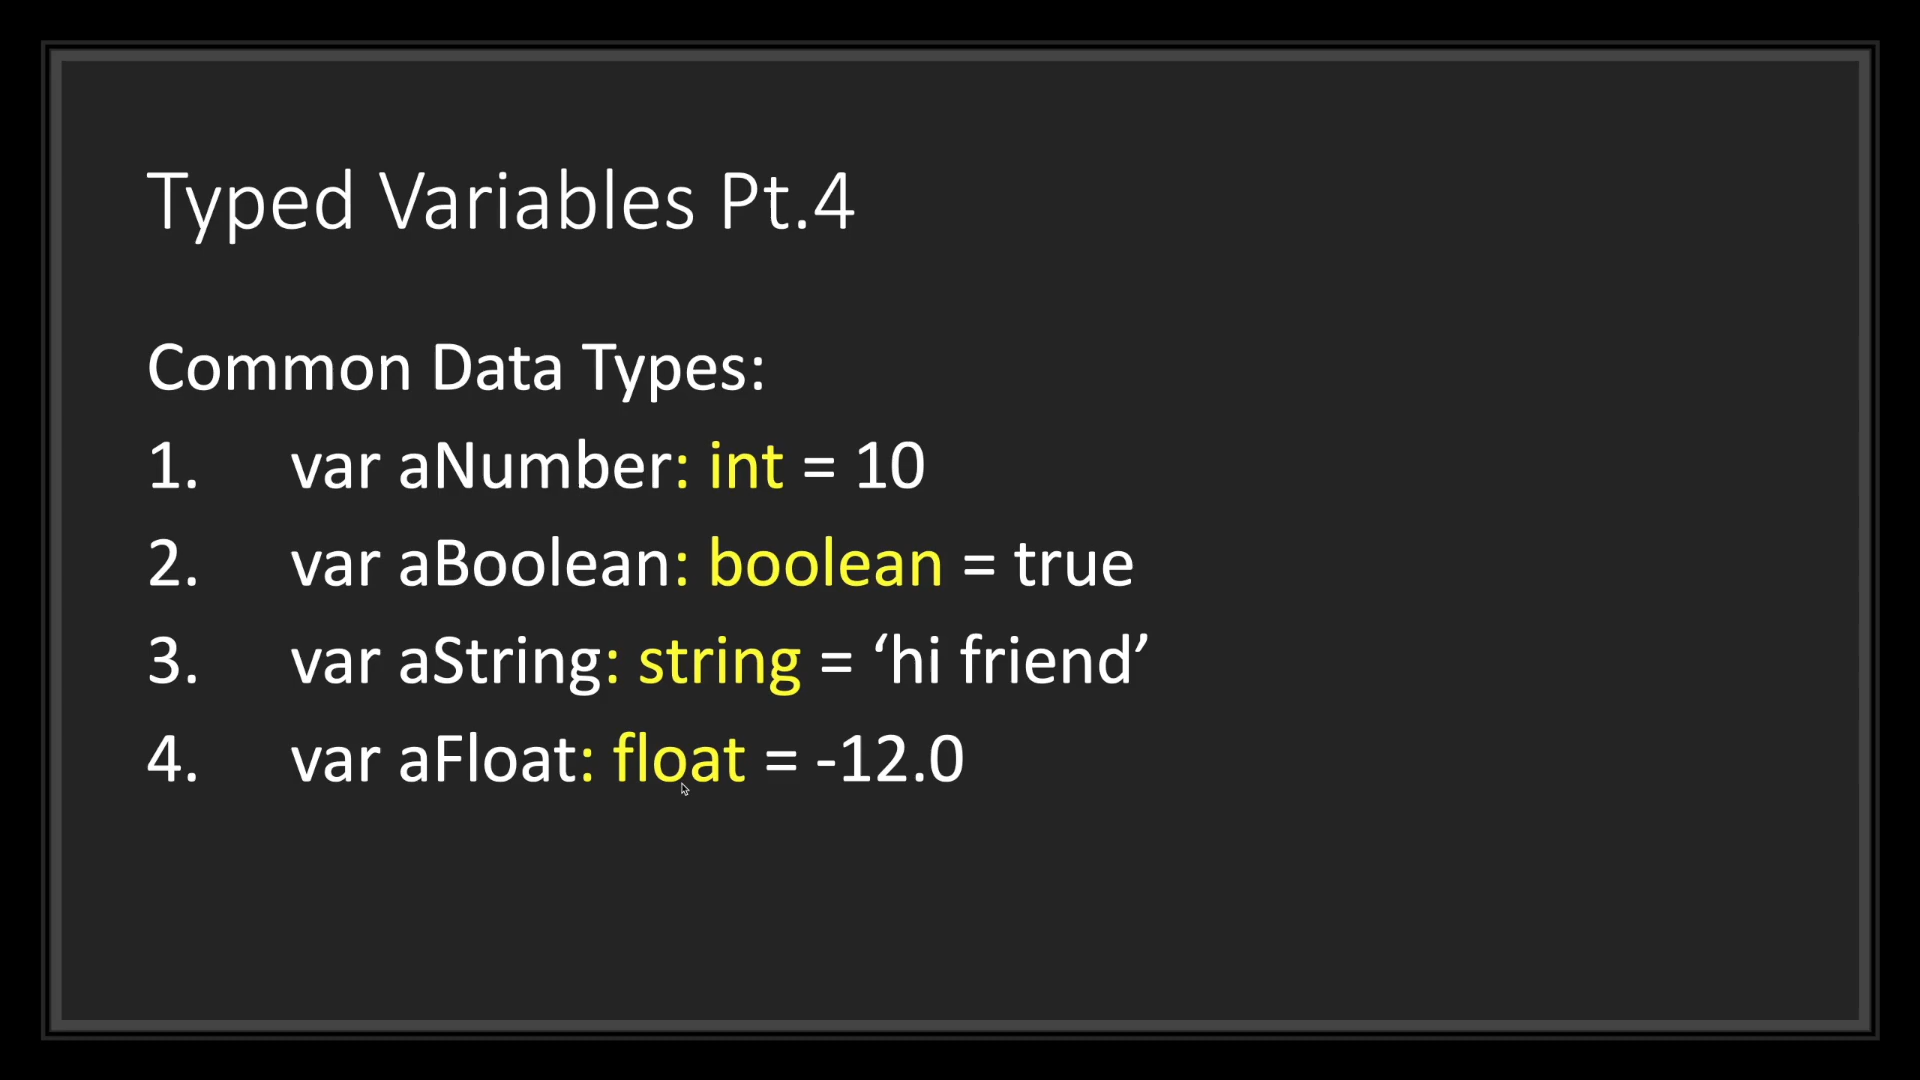 Typed Variables Pt.4
Common Data Types:
1. var aNumber: int = 10
2. var aBoolean: boolean = true
3. var aString: string = ‘hi friend’
4. var aFloat: float = -12.0